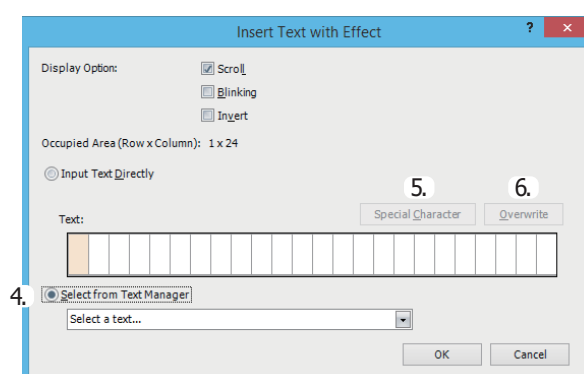 Insert Text with Effect ? ×
Display Option: Scroll
Blinking
Invert
Occupied Area (Row x Column): 1 x 24
Input Text Directly
5. 6.
Text: Special Character Overwrite
4. Select from Text Manager
Select a text...
OK Cancel